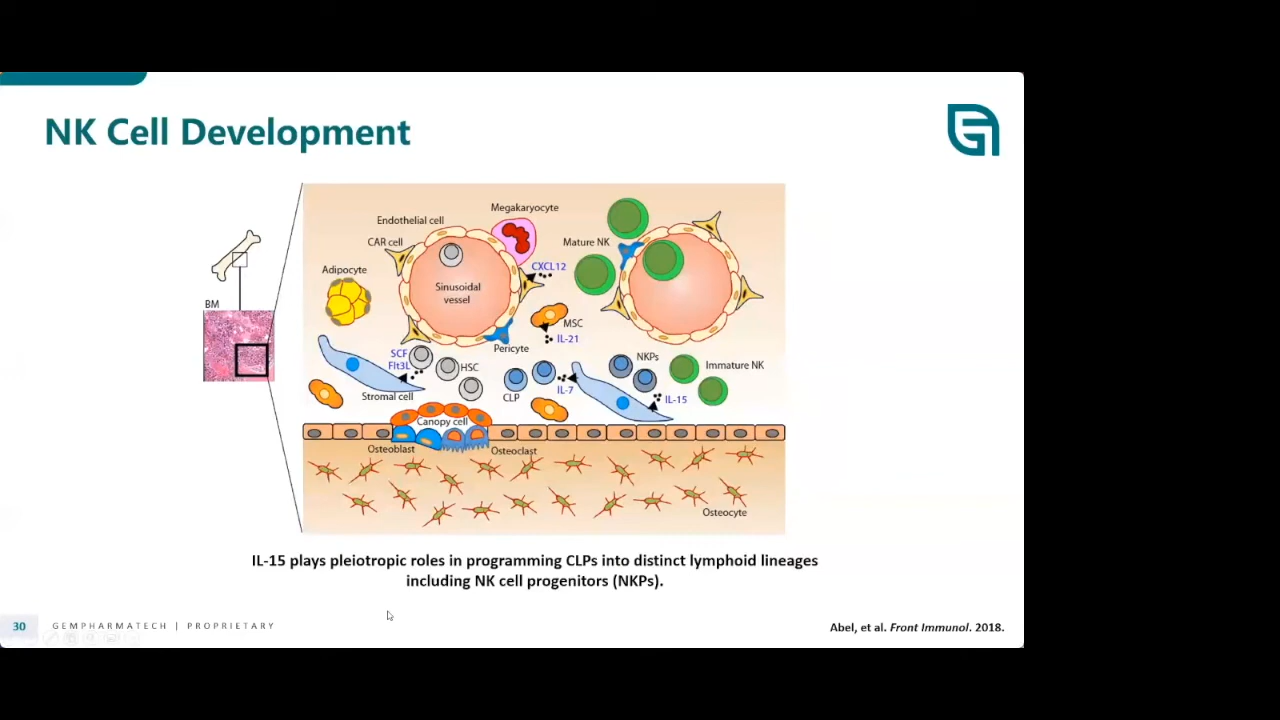 NK Cell Development
Megakaryocyte
Endothelial cell
CAR cell
Mature NK
CXCL12
Adipocyte
Sinusoidal
vessel
BM
MSC
IL-21
Pericyte
SCF
Flt3L
HSC
NKPs
Immature NK
Stromal cell
CLP
IL-7
IL-15
Canopy cell
Osteoblast
Osteoclast
Osteocyte
IL-15 plays pleiotropic roles in programming CLPs into distinct lymphoid lineages
including NK cell progenitors (NKPs).
30
GEMPHARMATECH | PROPRIETARY
Abel, et al. Front Immunol. 2018.